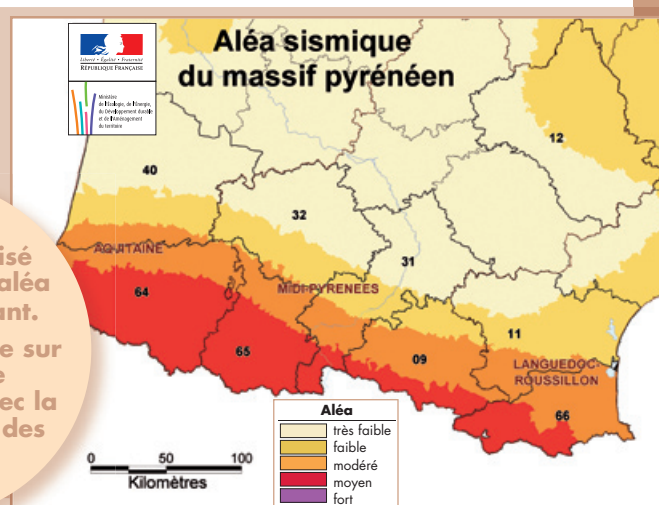 Aléa sismique
du massif pyrénéen
Liberté • Égalité • Fraternité
RÉPUBLIQUE FRANÇAISE
Ministère
de l'Ecologie, de l'Energie,
du Développement durable
et de l'Aménagement
du territoire
12
40
32
31
AQUITAINE
MIDI-PYRENEES
64
65
09
11
LANGUEDOC-
ROUSSILLON
66
isé
aléa
ant.
e sur
e
ec la
des
0 50 100
Kilomètres
Aléa
très faible
faible
modéré
moyen
fort